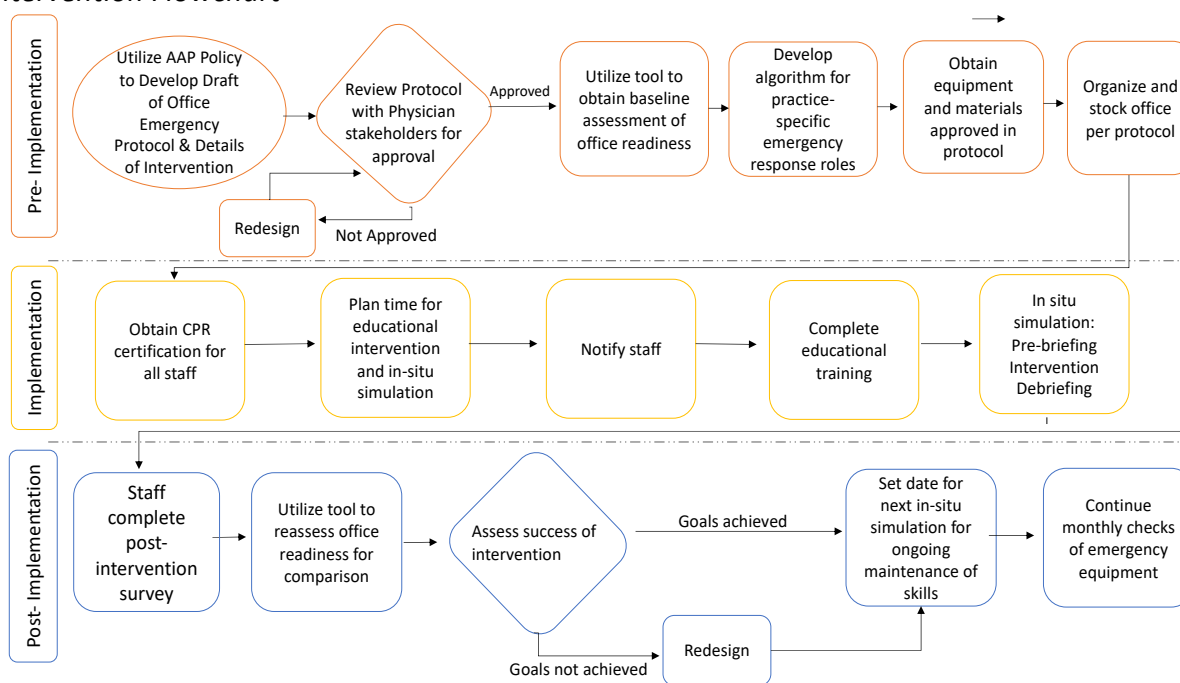 Pre- Implementation
Utilize AAP Policy
to Develop Draft
of Office
Emergency
Protocol & Details
of Intervention
Review Protocol
with Physician
stakeholders for
approval
Approved
Not Approved
Redesign
Utilize tool to
obtain baseline
assessment of
office readiness
Develop
algorithm for
practice-
specific
emergency
response roles
Obtain
equipment
and materials
approved in
protocol
Organize and
stock office
per protocol
Implementation
Obtain CPR
certification for
all staff
Plan time for
educational
intervention
and in-situ
simulation
Notify staff
Complete
educational
training
In situ
simulation:
Pre-briefing
Intervention
Debriefing
Post- Implementation
Staff
complete
post-
intervention
survey
Utilize tool to
reassess office
readiness for
comparison
Assess success of
intervention
Goals achieved
Goals not achieved
Redesign
Set date for
next in-situ
simulation for
ongoing
maintenance of
skills
Continue
monthly checks
of emergency
equipment